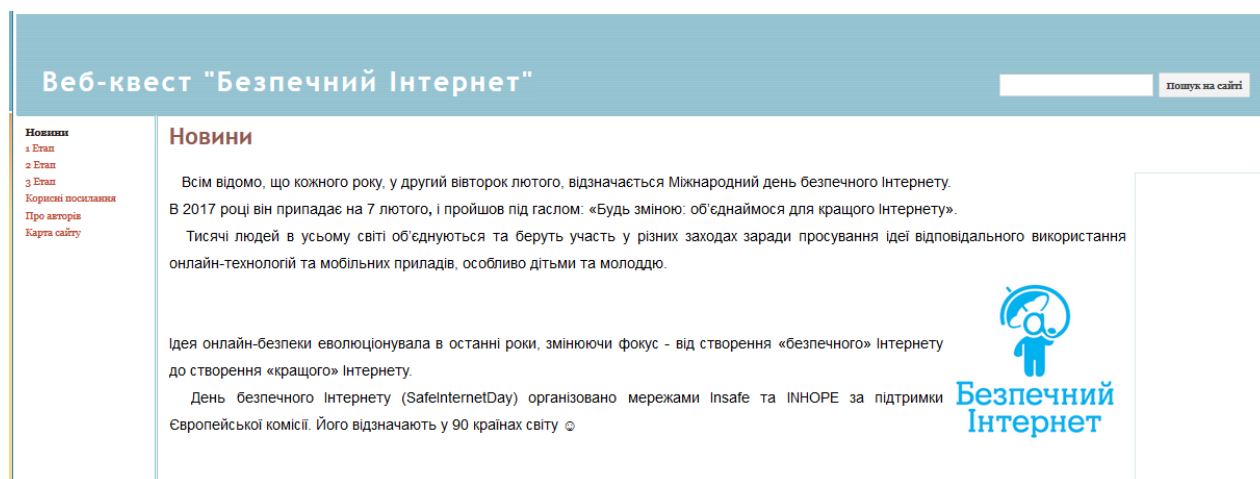 Веб-квест "Безпечний Інтернет"
Пошук на сайті
Новини
1 Етап
2 Етап
3 Етап
Корисні посилання
Про авторів
Карта сайту
Новини
Всім відомо, що кожного року, у другий вівторок лютого, відзначається Міжнародний день безпечного Інтернету.
В 2017 році він припадає на 7 лютого, і пройшов під гаслом: «Будь зміною: об’єднаймося для кращого Інтернету».
Тисячі людей в усьому світі об’єднуються та беруть участь у різних заходах заради просування ідеї відповідального використання
онлайн-технологій та мобільних приладів, особливо дітьми та молоддю.
Ідея онлайн-безпеки еволюціонувала в останні роки, змінюючи фокус - від створення «безпечного» Інтернету
до створення «кращого» Інтернету.
День безпечного Інтернету (SafeInternetDay) організовано мережами Insafe та INHOPE за підтримки
Європейської комісії. Його відзначають у 90 країнах світу ☺
Безпечний
Інтернет